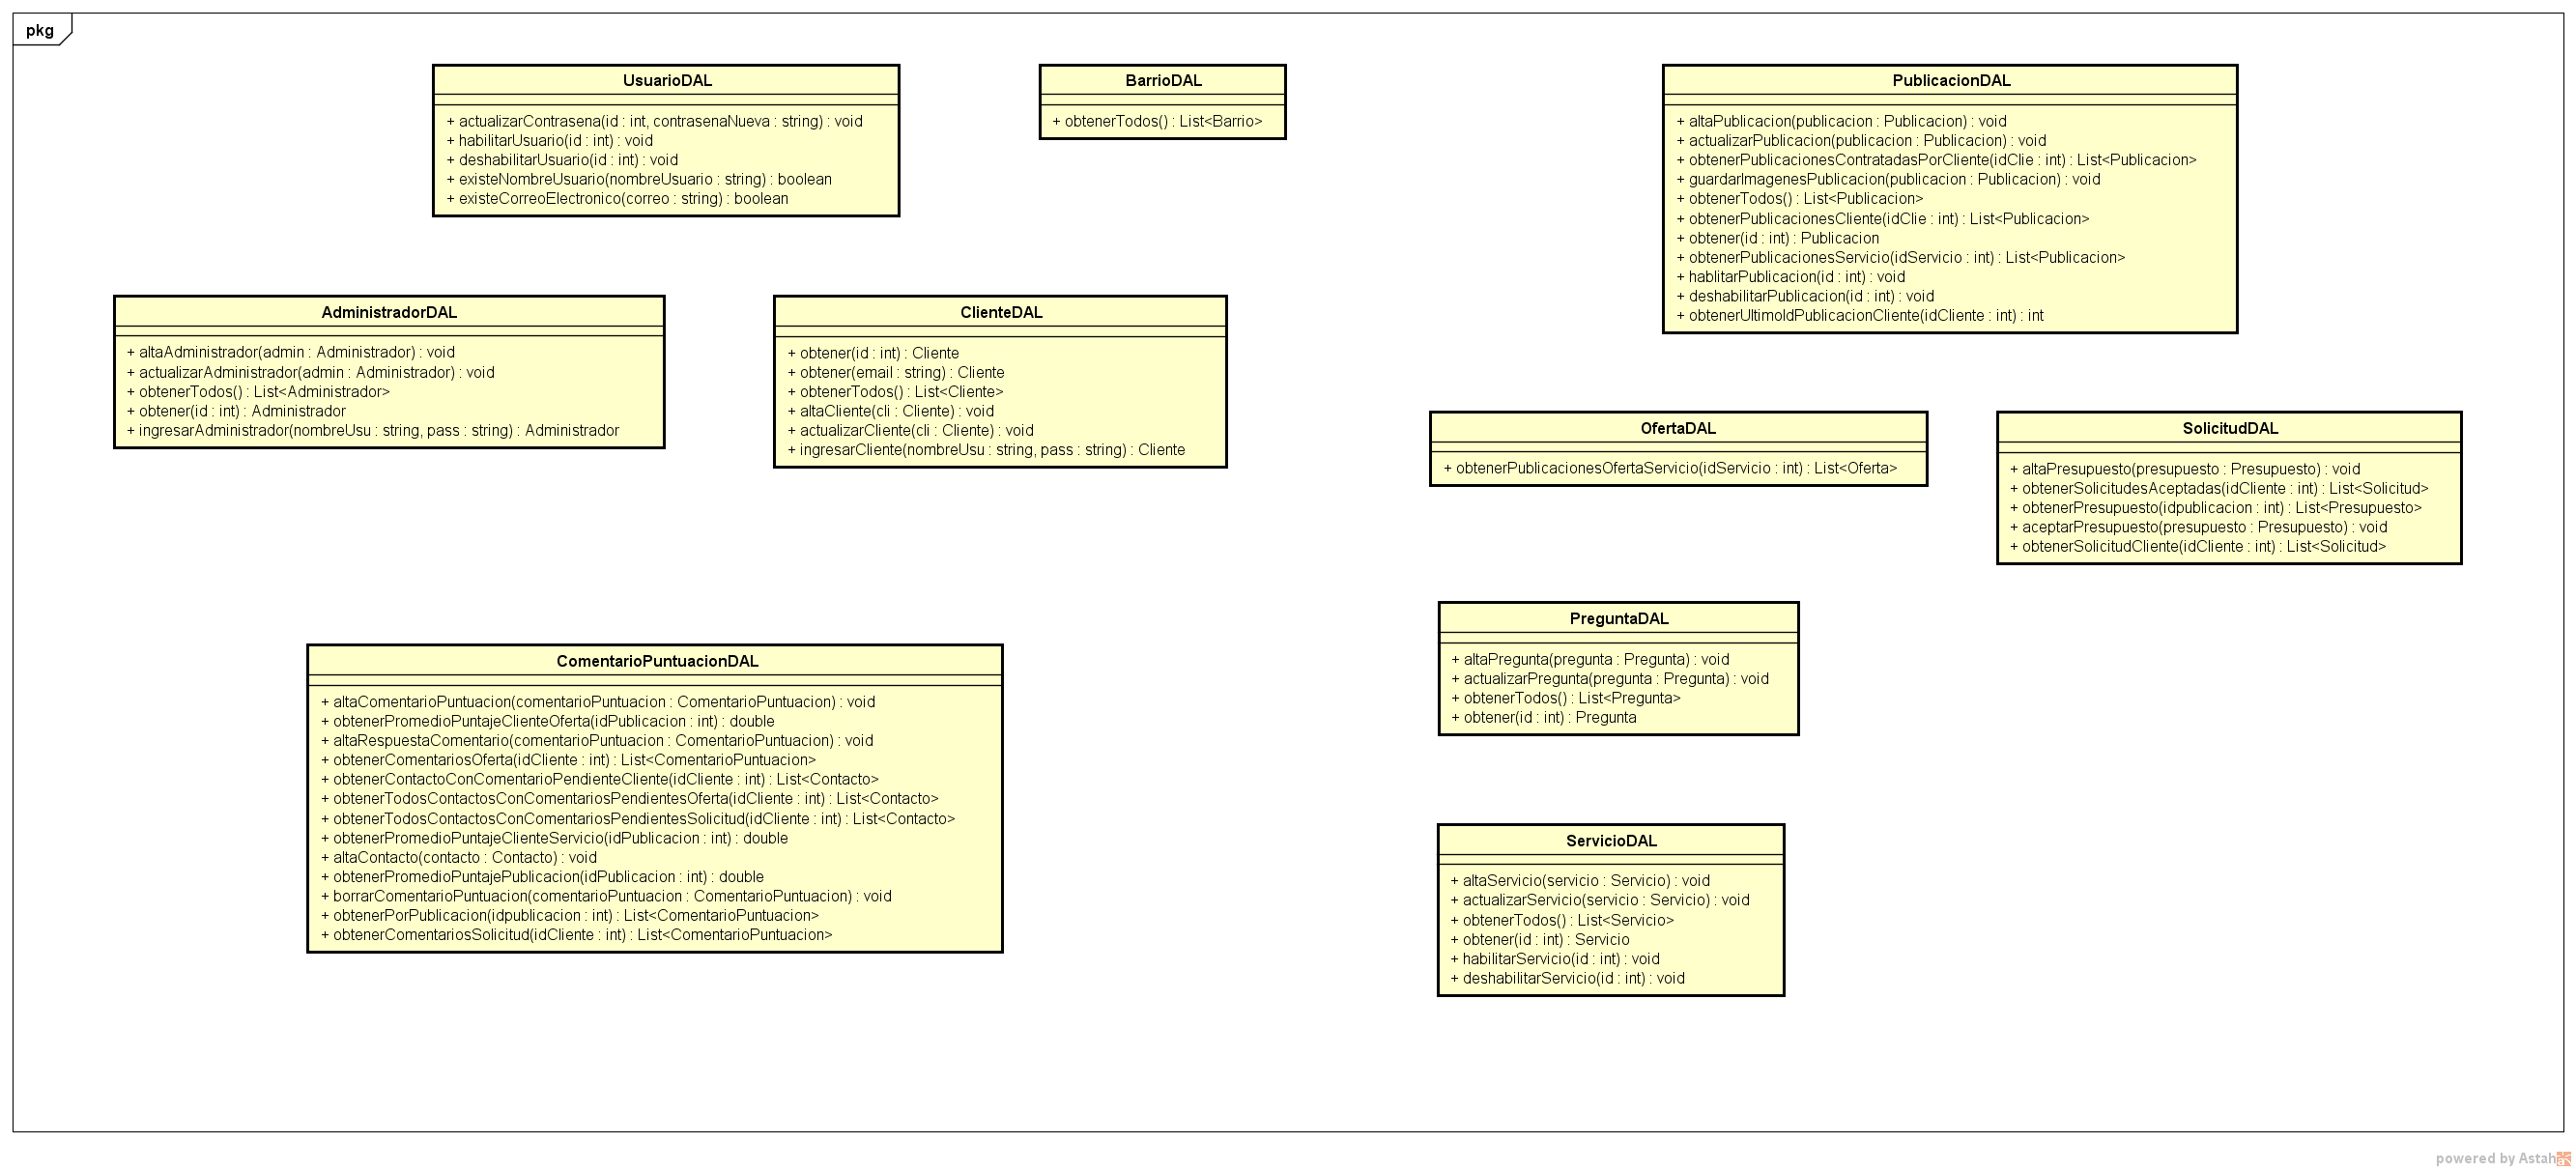 pkg
UsuarioDAL
+ actualizarContrasena(id : int, contrasenaNueva : string) : void
+ habilitarUsuario(id : int) : void
+ deshabilitarUsuario(id : int) : void
+ existeNombreUsuario(nombreUsuario : string) : boolean
+ existeCorreoElectronico(correo : string) : boolean
BarrioDAL
+ obtenerTodos() : List<Barrio>
PublicacionDAL
+ altaPublicacion(publicacion : Publicacion) : void
+ actualizarPublicacion(publicacion : Publicacion) : void
+ obtenerPublicacionesContratadasPorCliente(idClie : int) : List<Publicacion>
+ guardarImagenesPublicacion(publicacion : Publicacion) : void
+ obtenerTodos() : List<Publicacion>
+ obtenerPublicacionesCliente(idClie : int) : List<Publicacion>
+ obtener(id : int) : Publicacion
+ obtenerPublicacionesServicio(idServicio : int) : List<Publicacion>
+ hablitarPublicacion(id : int) : void
+ deshabilitarPublicacion(id : int) : void
+ obtenerUltimoIdPublicacionCliente(idCliente : int) : int
AdministradorDAL
+ altaAdministrador(admin : Administrador) : void
+ actualizarAdministrador(admin : Administrador) : void
+ obtenerTodos() : List<Administrador>
+ obtener(id : int) : Administrador
+ ingresarAdministrador(nombreUsu : string, pass : string) : Administrador
ClienteDAL
+ obtener(id : int) : Cliente
+ obtener(email : string) : Cliente
+ obtenerTodos() : List<Cliente>
+ altaCliente(cli : Cliente) : void
+ actualizarCliente(cli : Cliente) : void
+ ingresarCliente(nombreUsu : string, pass : string) : Cliente
OfertaDAL
+ obtenerPublicacionesOfertaServicio(idServicio : int) : List<Oferta>
SolicitudDAL
+ altaPresupuesto(presupuesto : Presupuesto) : void
+ obtenerSolicitudesAceptadas(idCliente : int) : List<Solicitud>
+ obtenerPresupuesto(idpublicacion : int) : List<Presupuesto>
+ aceptarPresupuesto(presupuesto : Presupuesto) : void
+ obtenerSolicitudCliente(idCliente : int) : List<Solicitud>
PreguntaDAL
+ altaPregunta(pregunta : Pregunta) : void
+ actualizarPregunta(pregunta : Pregunta) : void
+ obtenerTodos() : List<Pregunta>
+ obtener(id : int) : Pregunta
ComentarioPuntuacionDAL
+ altaComentarioPuntuacion(comentarioPuntuacion : ComentarioPuntuacion) : void
+ obtenerPromedioPuntajeClienteOferta(idPublicacion : int) : double
+ altaRespuestaComentario(comentarioPuntuacion : ComentarioPuntuacion) : void
+ obtenerComentariosOferta(idCliente : int) : List<ComentarioPuntuacion>
+ obtenerContactoConComentarioPendienteCliente(idCliente : int) : List<Contacto>
+ obtenerTodosContactosConComentariosPendientesOferta(idCliente : int) : List<Contacto>
+ obtenerTodosContactosConComentariosPendientesSolicitud(idCliente : int) : List<Contacto>
+ obtenerPromedioPuntajeClienteServicio(idPublicacion : int) : double
+ altaContacto(contacto : Contacto) : void
+ obtenerPromedioPuntajePublicacion(idPublicacion : int) : double
+ borrarComentarioPuntuacion(comentarioPuntuacion : ComentarioPuntuacion) : void
+ obtenerPorPublicacion(idpublicacion : int) : List<ComentarioPuntuacion>
+ obtenerComentariosSolicitud(idCliente : int) : List<ComentarioPuntuacion>
ServicioDAL
+ altaServicio(servicio : Servicio) : void
+ actualizarServicio(servicio : Servicio) : void
+ obtenerTodos() : List<Servicio>
+ obtener(id : int) : Servicio
+ habilitarServicio(id : int) : void
+ deshabilitarServicio(id : int) : void
powered by Astah